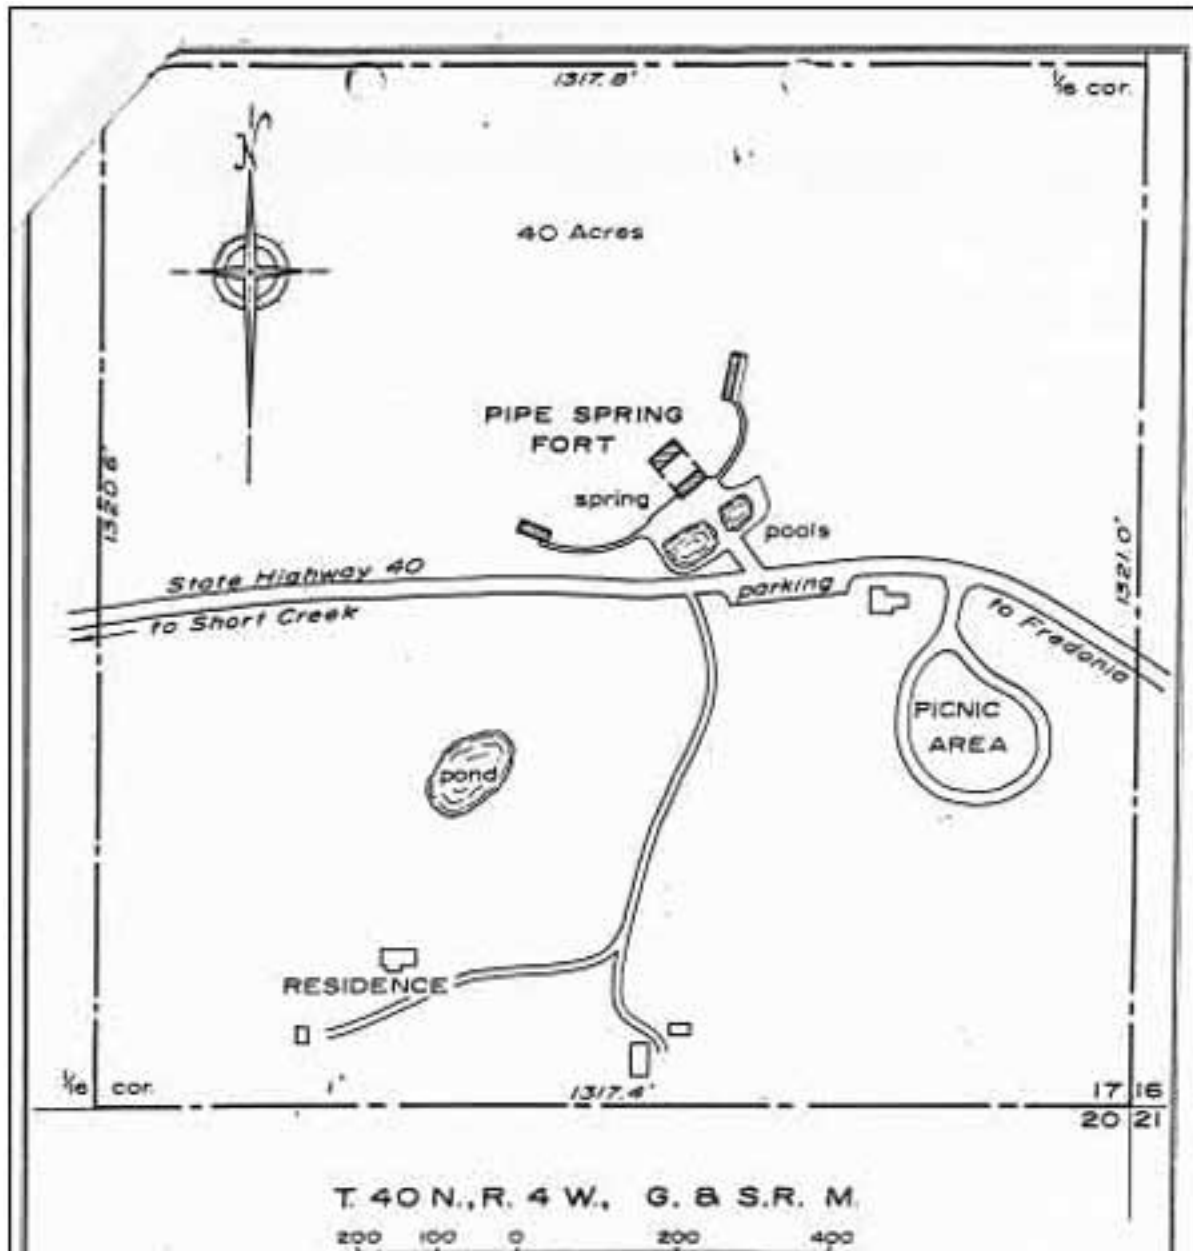 1317.8'
1/16 cor.
N
40 Acres
PIPE SPRING
FORT
spring
pools
1320.6'
1321.0'
State Highway 40
to Short Creek
parking
to Fredonia
PICNIC
AREA
pond
RESIDENCE
1/16 cor.
1317.4'
17 16
20 21
T. 40 N., R. 4 W., G. & S.R. M.
200 100 0 200 400